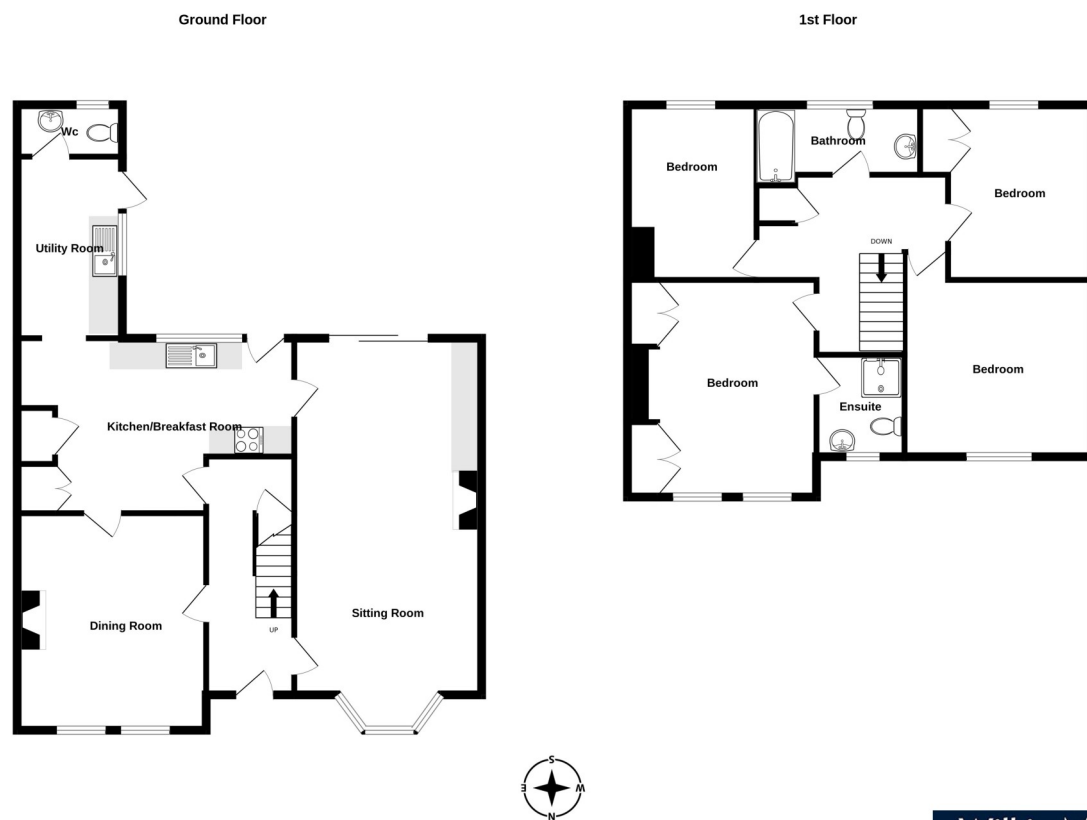 Ground Floor
1st Floor
Wc
Utility Room
Kitchen/Breakfast Room
Dining Room
UP
Sitting Room
Bedroom
Bathroom
Bedroom
DOWN
Bedroom
Ensuite
Bedroom
S
E
W
N